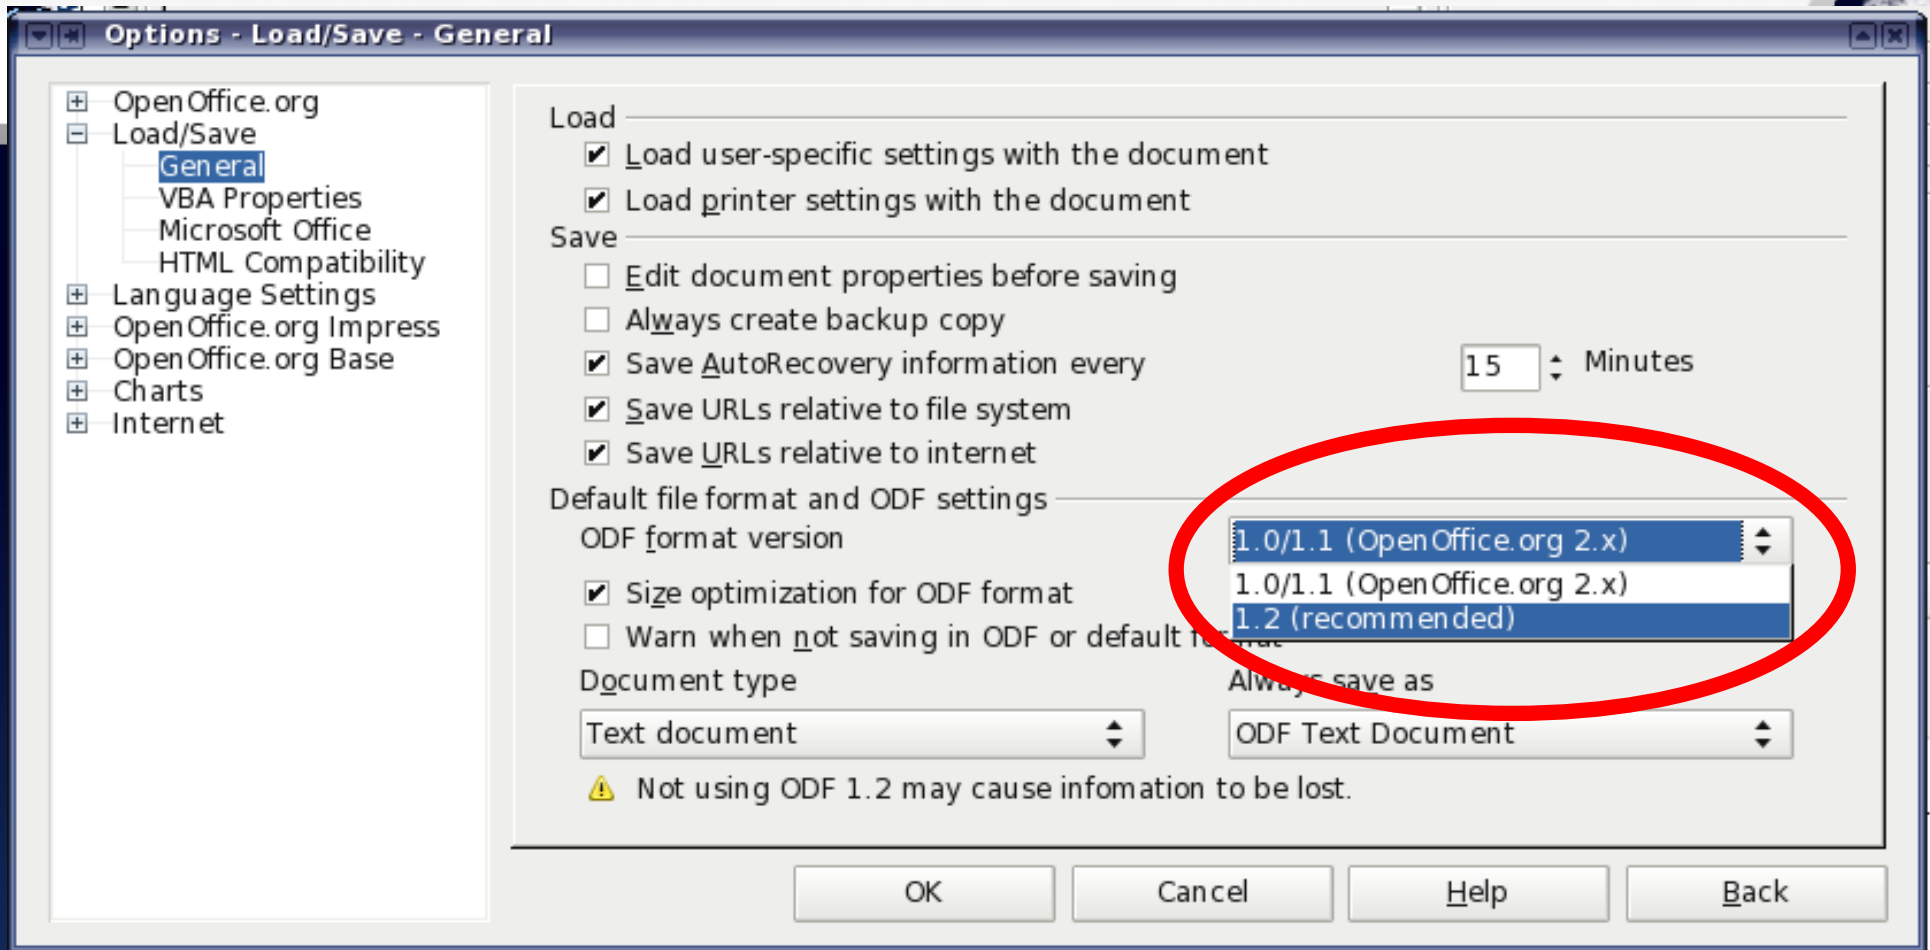 Options - Load/Save - General
OpenOffice.org
Load/Save
General
VBA Properties
Microsoft Office
HTML Compatibility
Language Settings
OpenOffice.org Impress
OpenOffice.org Base
Charts
Internet
Load
Load user-specific settings with the document
Load printer settings with the document
Save
Edit document properties before saving
Always create backup copy
Save AutoRecovery information every 15 Minutes
Save URLs relative to file system
Save URLs relative to internet
Default file format and ODF settings
ODF format version 1.0/1.1 (OpenOffice.org 2.x)
1.0/1.1 (OpenOffice.org 2.x)
1.2 (recommended)
Size optimization for ODF format
Warn when not saving in ODF or default format
Document type Always save as
Text document ODF Text Document
Not using ODF 1.2 may cause infomation to be lost.
OK Cancel Help Back